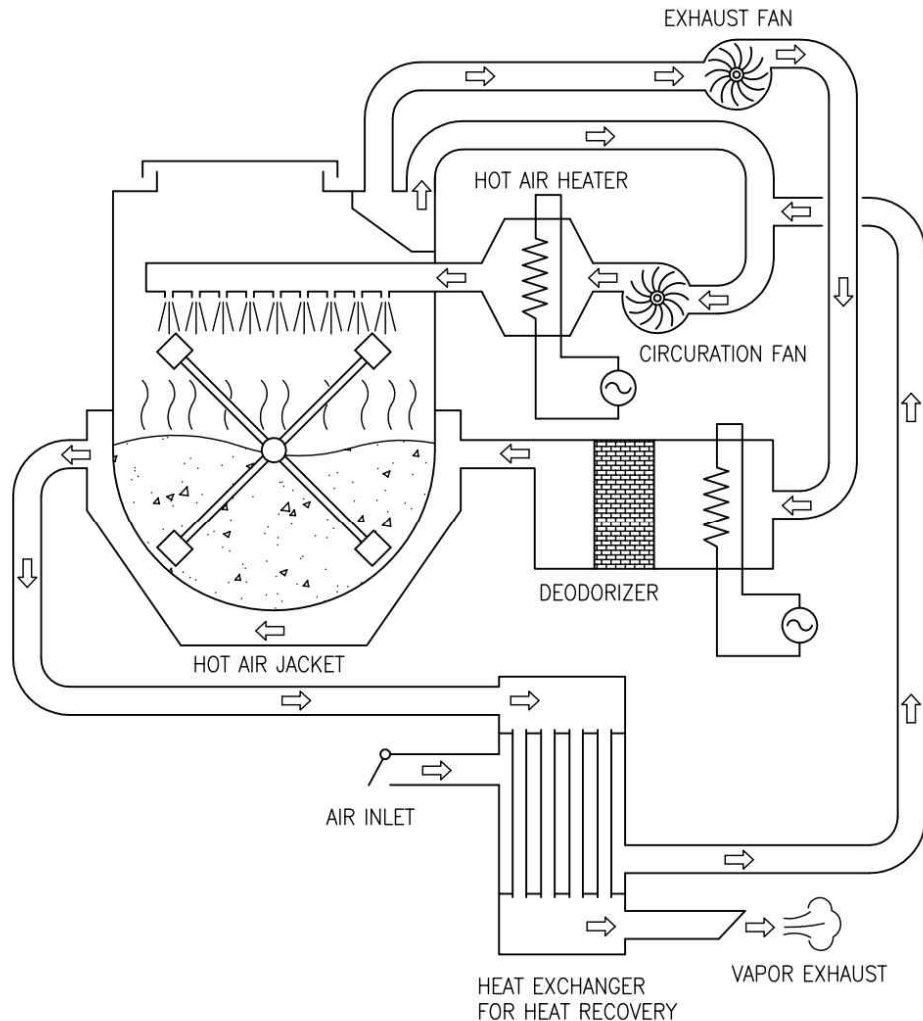 EXHAUST FAN
HOT AIR HEATER
CIRCURATION FAN
DEODORIZER
HOT AIR JACKET
AIR INLET
VAPOR EXHAUST
HEAT EXCHANGER
FOR HEAT RECOVERY